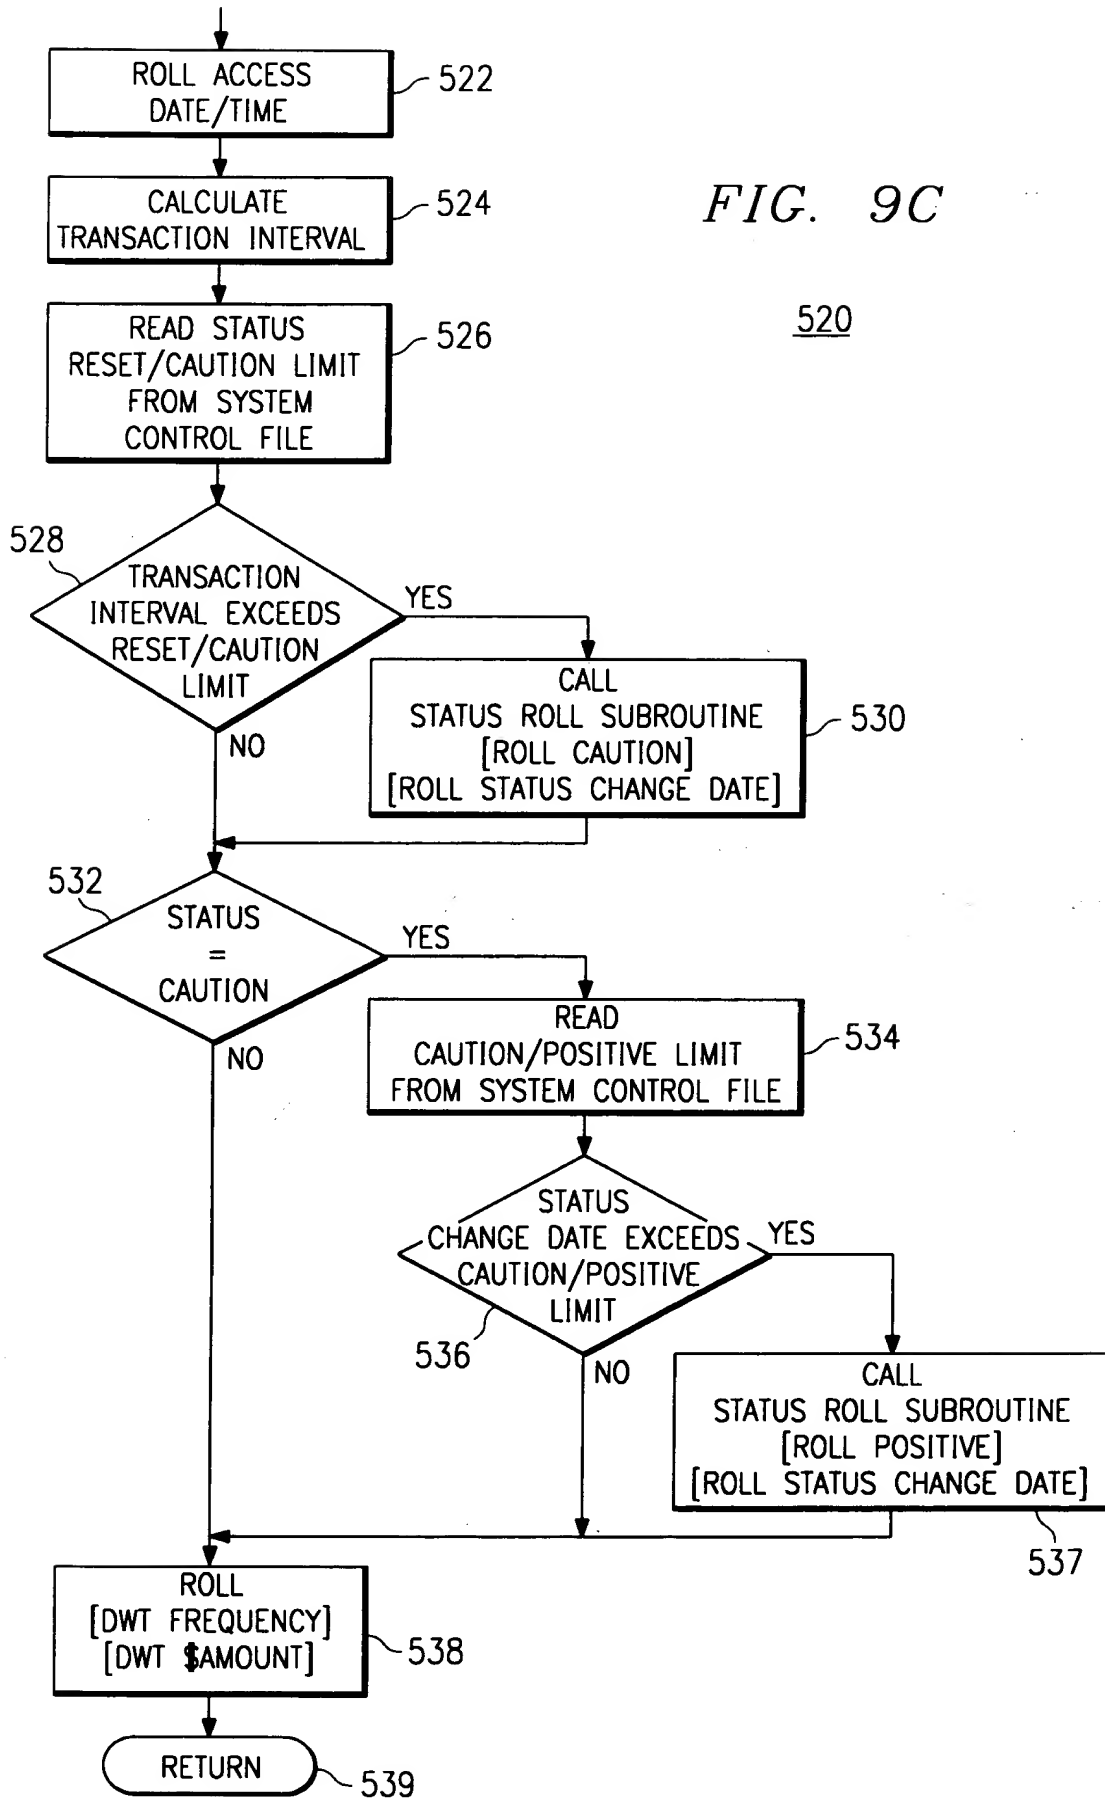 ROLL ACCESS
DATE/TIME
522
CALCULATE
TRANSACTION INTERVAL
524
FIG. 9C
520
READ STATUS
RESET/CAUTION LIMIT
FROM SYSTEM
CONTROL FILE
526
528
TRANSACTION
INTERVAL EXCEEDS
RESET/CAUTION
LIMIT
YES
NO
CALL
STATUS ROLL SUBROUTINE
[ROLL CAUTION]
[ROLL STATUS CHANGE DATE]
530
532
STATUS
=
CAUTION
YES
NO
READ
CAUTION/POSITIVE LIMIT
FROM SYSTEM CONTROL FILE
534
STATUS
CHANGE DATE EXCEEDS
CAUTION/POSITIVE
LIMIT
YES
536
NO
CALL
STATUS ROLL SUBROUTINE
[ROLL POSITIVE]
[ROLL STATUS CHANGE DATE]
537
ROLL
[DWT FREQUENCY]
[DWT $AMOUNT]
538
RETURN
539